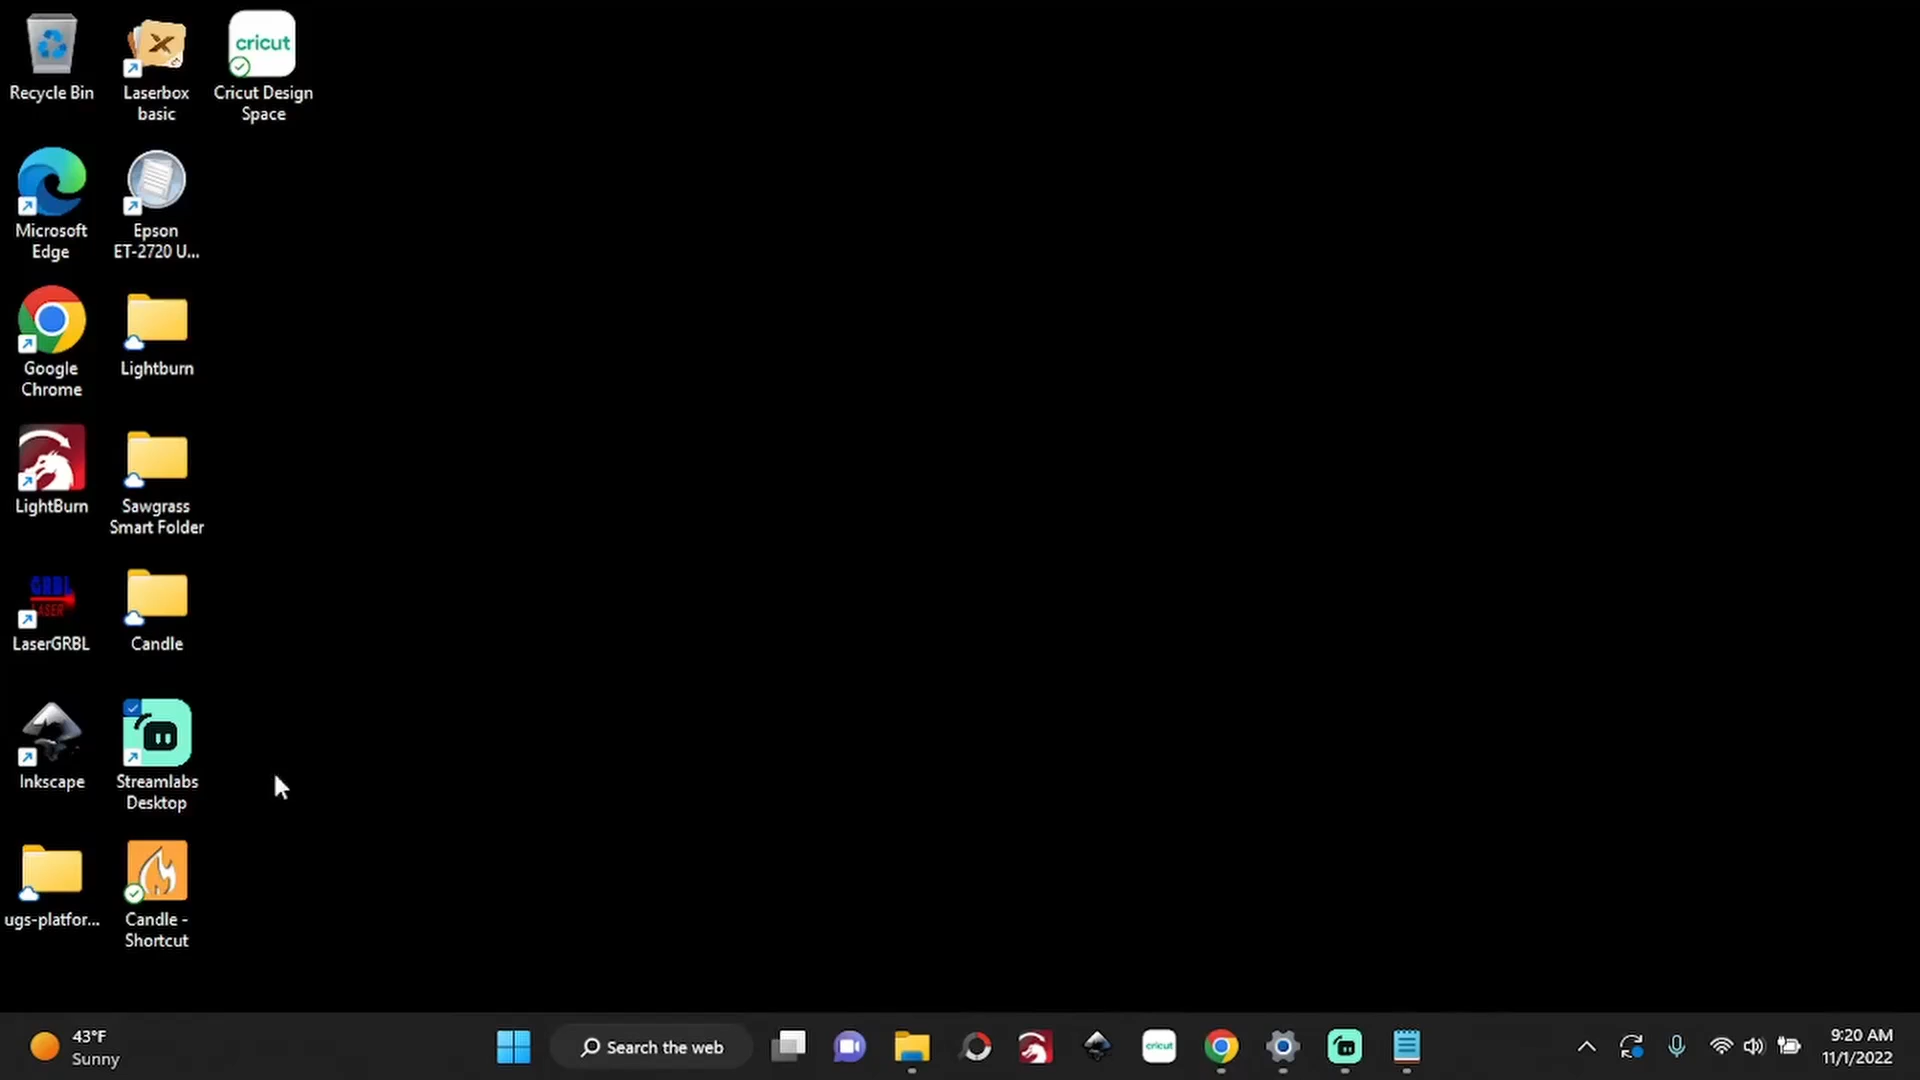 Recycle Bin
Laserbox
basic
cricut
Cricut Design
Space
Microsoft
Edge
Epson
ET-2720 U...
Google
Chrome
Lightburn
LightBurn
Sawgrass
Smart Folder
GRBL
LASER
LaserGRBL
Candle
Inkscape
Streamlabs
Desktop
ugs-platfor...
Candle -
Shortcut
43°F
Sunny
Search the web
cricut
9:20 AM
11/1/2022